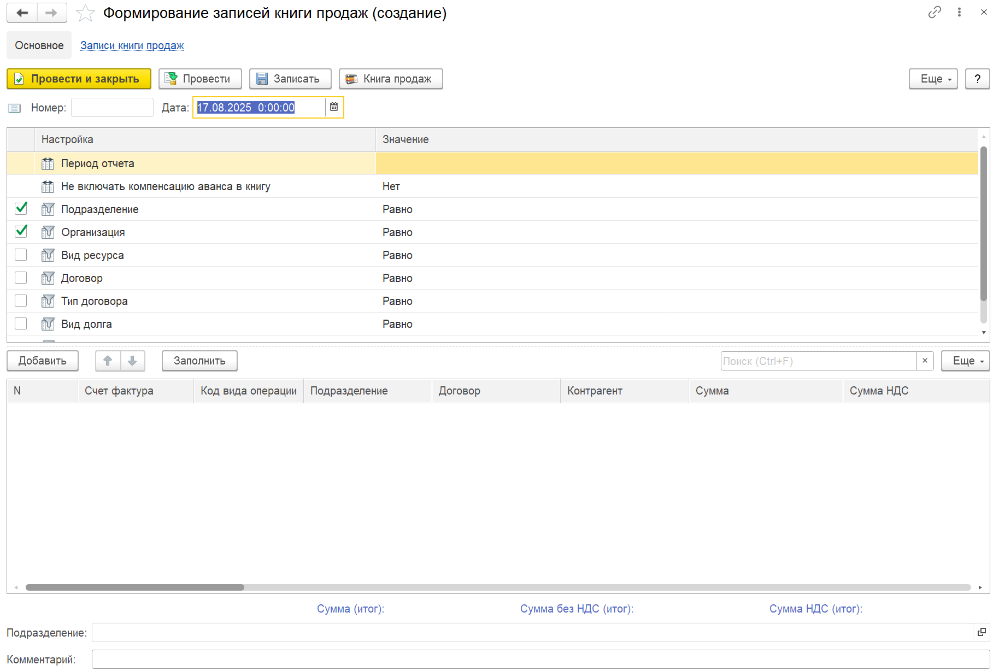 Формирование записей книги продаж (создание)
Основное Записи книги продаж
Провести и закрыть Провести Записать Книга продаж Еще ?
Номер: Дата: 17.08.2025 0:00:00
Настройка Значение
Период отчета
Не включать компенсацию аванса в книгу Нет
Подразделение Равно
Организация Равно
Вид ресурса Равно
Договор Равно
Тип договора Равно
Вид долга Равно
Добавить Заполнить Поиск (Ctrl+F) × Еще
N Счет фактура Код вида операции Подразделение Договор Контрагент Сумма Сумма НДС
Сумма (итог): Сумма без НДС (итог): Сумма НДС (итог):
Подразделение:
Комментарий: